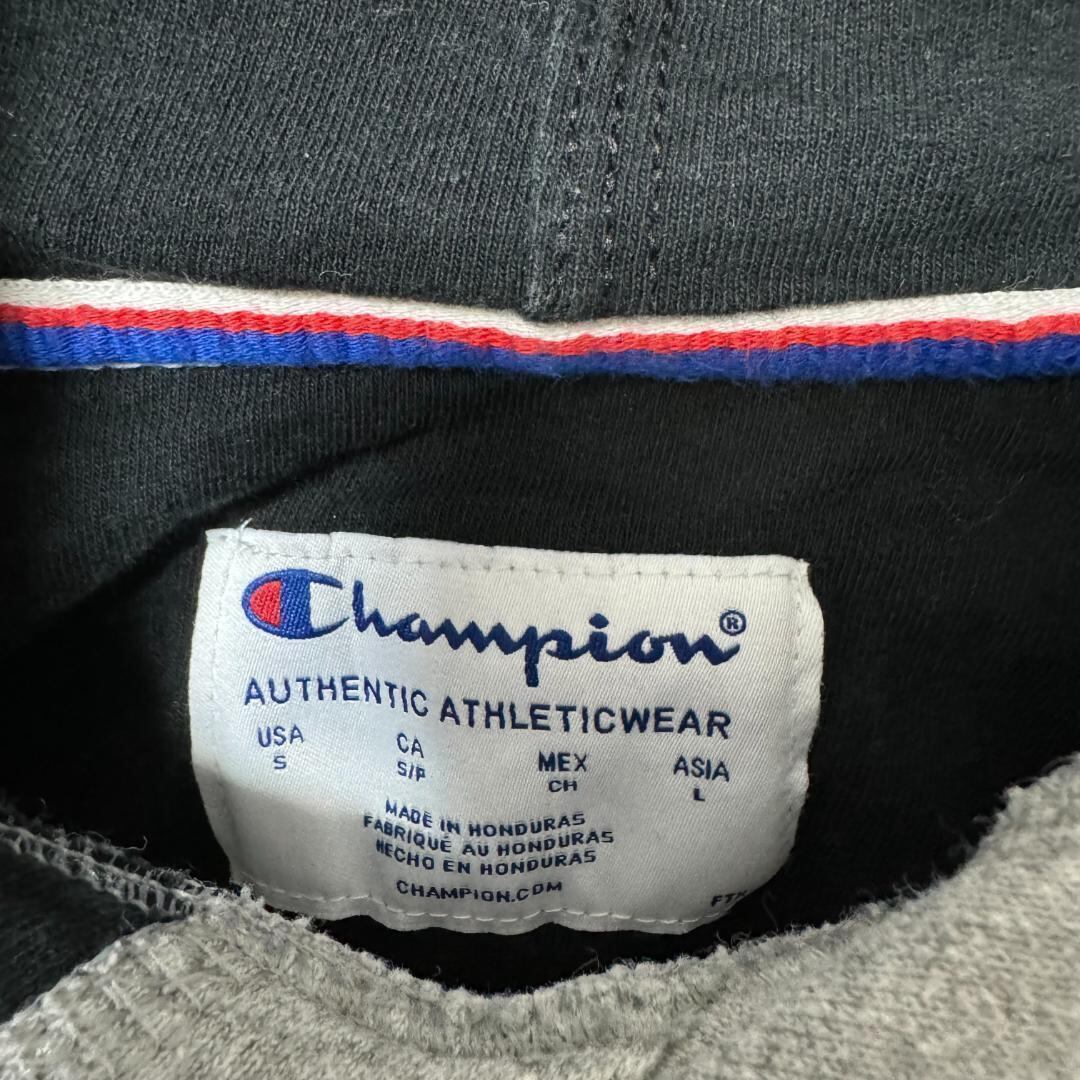 Champion®
AUTHENTIC ATHLETICWEAR
USA CA MEX ASIA
S S/P CH L
MADE IN HONDURAS
FABRIQUÉ AU HONDURAS
HECHO EN HONDURAS
CHAMPION.COM